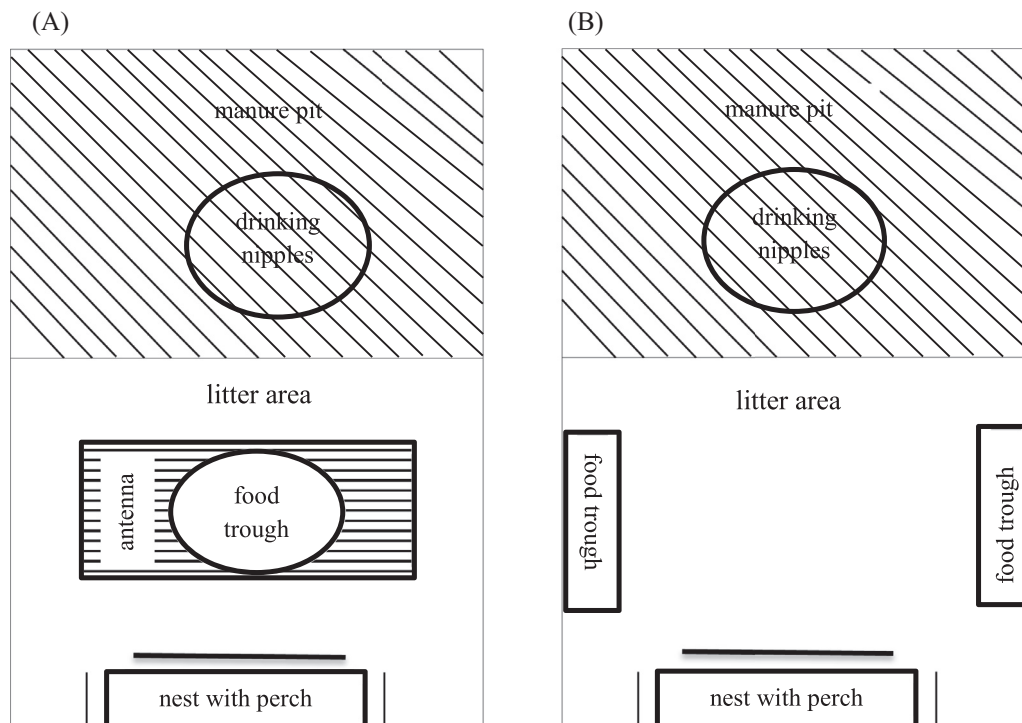 (A)
manure pit
drinking
nipples
litter area
antenna
food
trough
nest with perch
(B)
manure pit
drinking
nipples
litter area
food trough
food trough
nest with perch